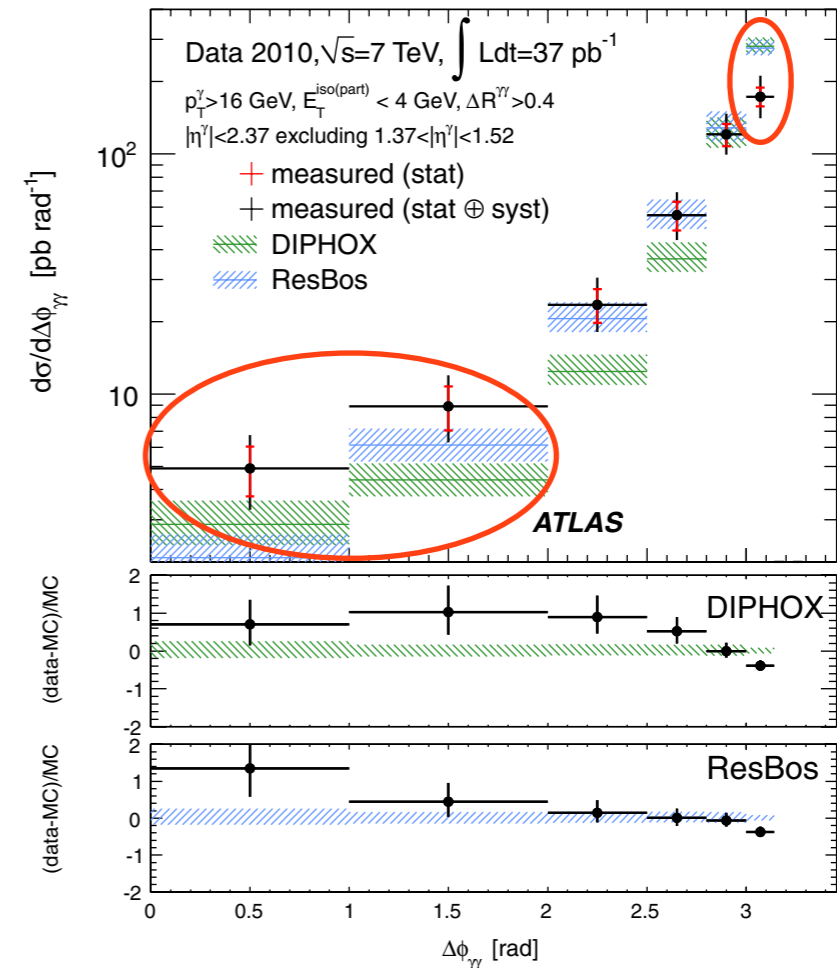 Data 2010, √s=7 TeV, ∫ Ldt=37 pb⁻¹
p_T^γ>16 GeV, E_T^iso(part) < 4 GeV, ΔR^γγ>0.4
|η^γ|<2.37 excluding 1.37<|η^γ|<1.52
measured (stat)
measured (stat ⊕ syst)
DIPHOX
ResBos
dσ/dΔφ_γγ [pb rad⁻¹]
10²
10
ATLAS
(data-MC)/MC
2
1
0
-1
-2
DIPHOX
(data-MC)/MC
2
1
0
-1
-2
ResBos
0 0.5 1 1.5 2 2.5 3
Δφ_γγ [rad]